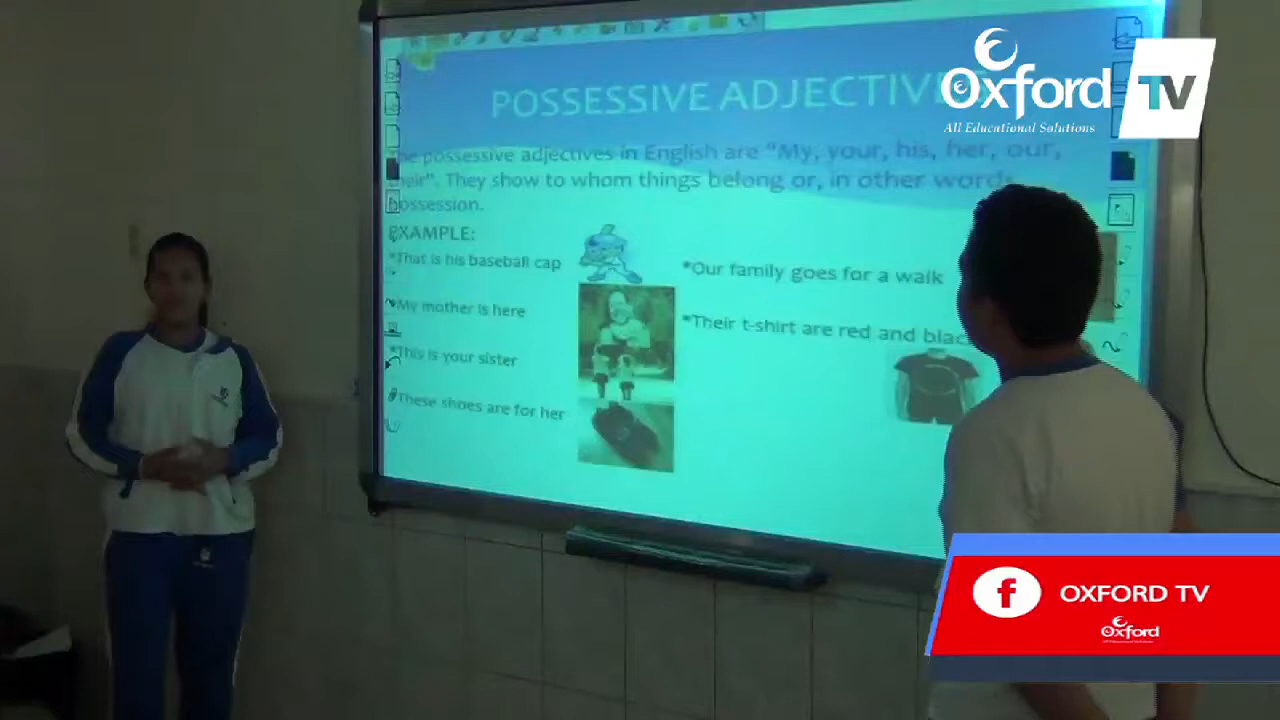 POSSESSIVE ADJECTIVE
The possessive adjectives in English are "My, your, his, her, our,
their". They show to whom things belong or, in other words
possession.
EXAMPLE:
*That is his baseball cap
*My mother is here
*This is your sister
*These shoes are for her
*Our family goes for a walk
*Their t-shirt are red and blac
Oxford TV
All Educational Solutions
f OXFORD TV
Oxford